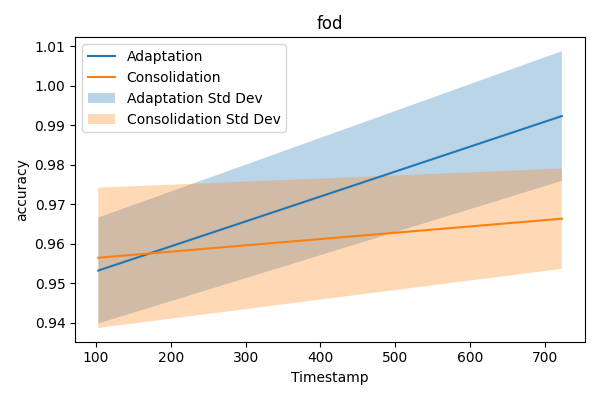 fod
1.01
1.00
0.99
0.98
0.97
0.96
0.95
0.94
accuracy
Adaptation
Consolidation
Adaptation Std Dev
Consolidation Std Dev
100 200 300 400 500 600 700
Timestamp